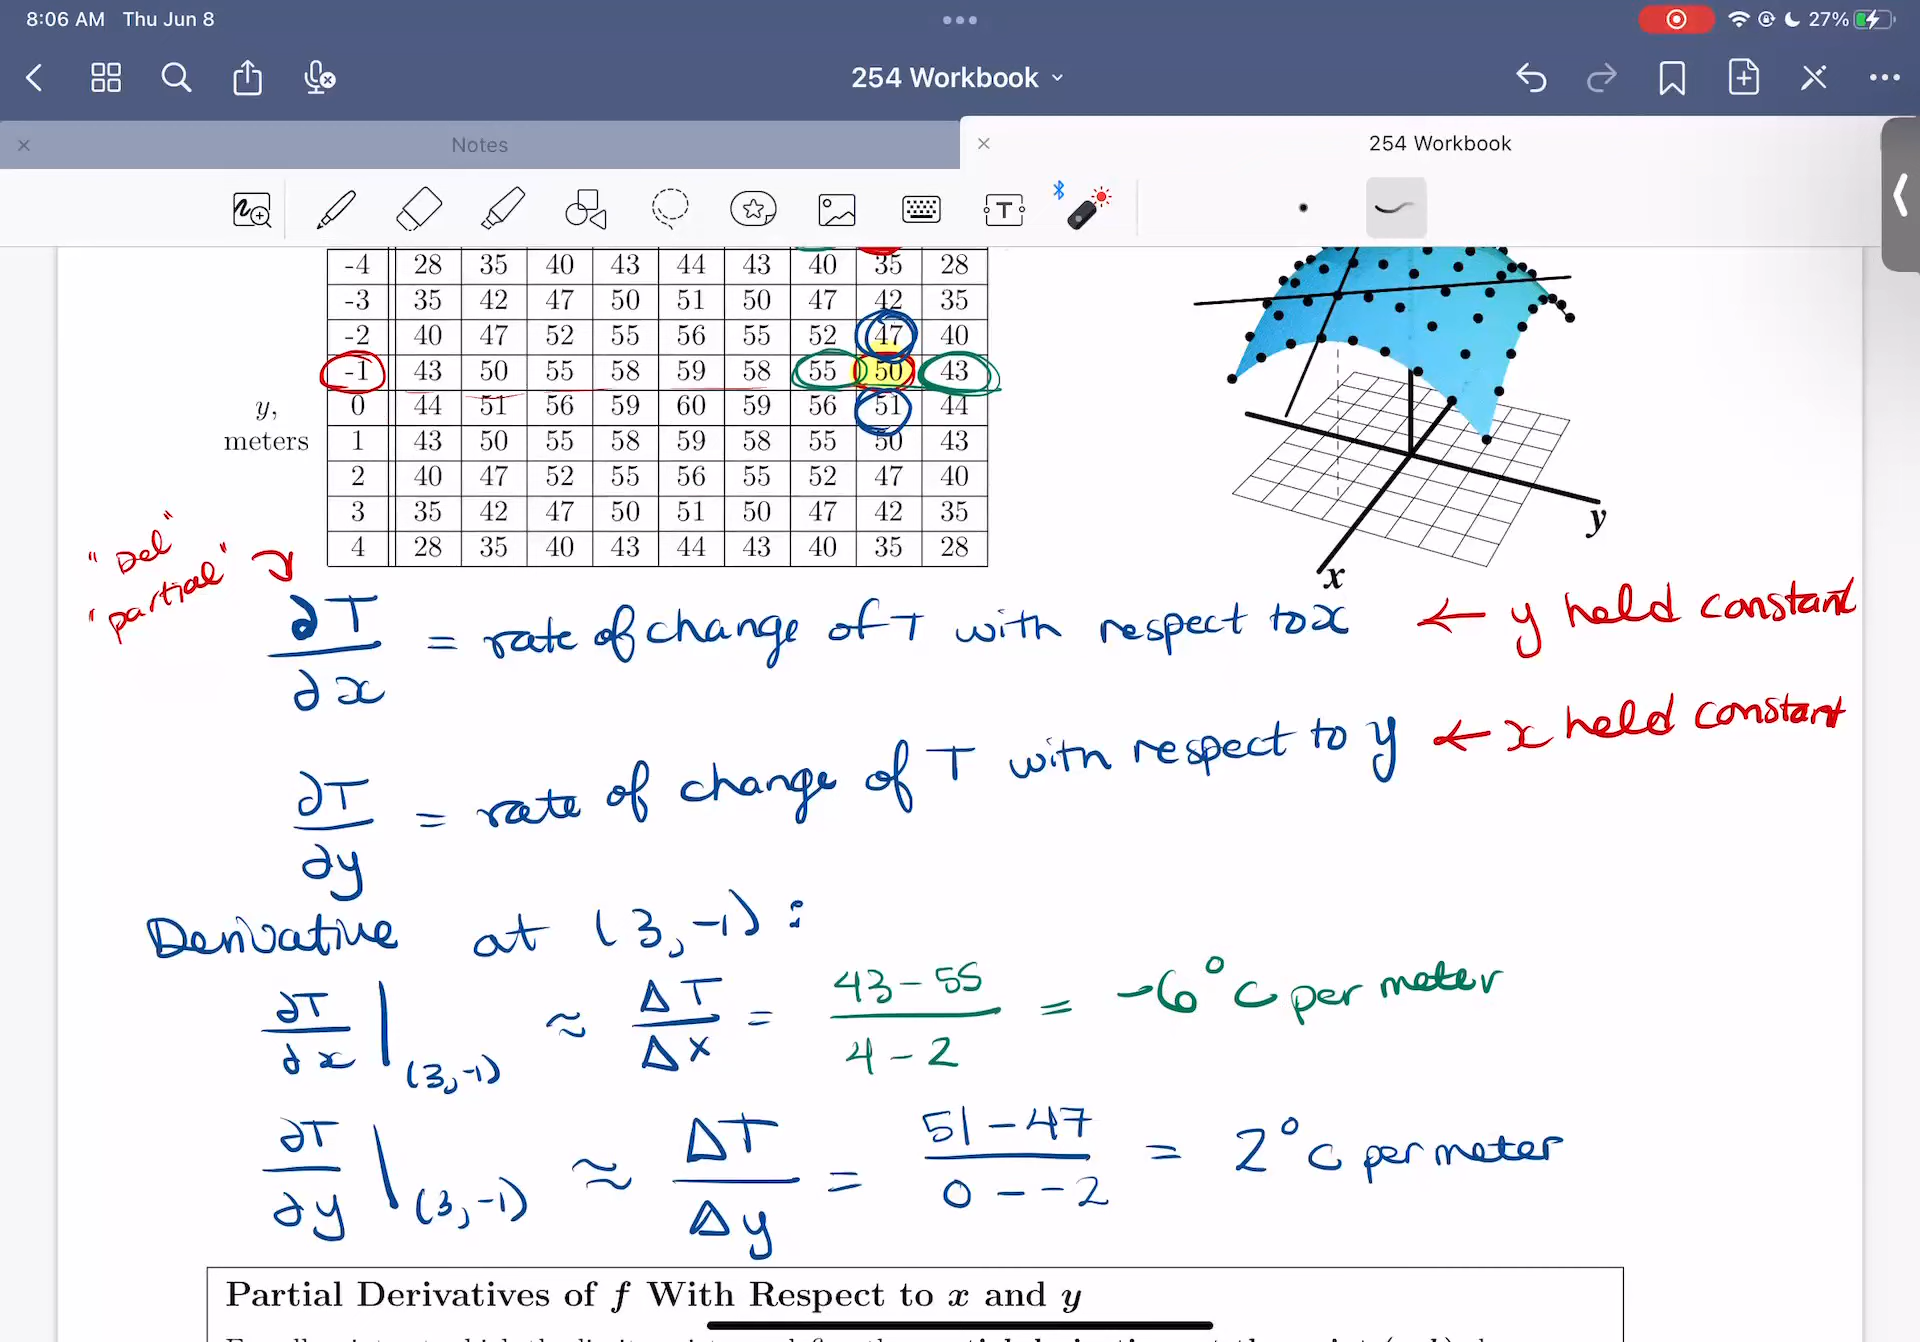 8:06 AM Thu Jun 8
27%
254 Workbook
Notes
254 Workbook
-4 28 35 40 43 44 43 40 35 28
-3 35 42 47 50 51 50 47 42 35
-2 40 47 52 55 56 55 52 47 40
-1 43 50 55 58 59 58 55 50 43
y, 0 44 51 56 59 60 59 56 51 44
meters 1 43 50 55 58 59 58 55 50 43
2 40 47 52 55 56 55 52 47 40
3 35 42 47 50 51 50 47 42 35
4 28 35 40 43 44 43 40 35 28
y
x
"Del"
"partial"
∂T/∂x = rate of change of T with respect to x ← y held constant
∂T/∂y = rate of change of T with respect to y ← x held constant
Derivative at (3,-1):
∂T/∂x |(3,-1) ≈ ΔT/Δx = 43-55/4-2 = -6°C per meter
∂T/∂y |(3,-1) ≈ ΔT/Δy = 51-47/0--2 = 2°C per meter
Partial Derivatives of f With Respect to x and y